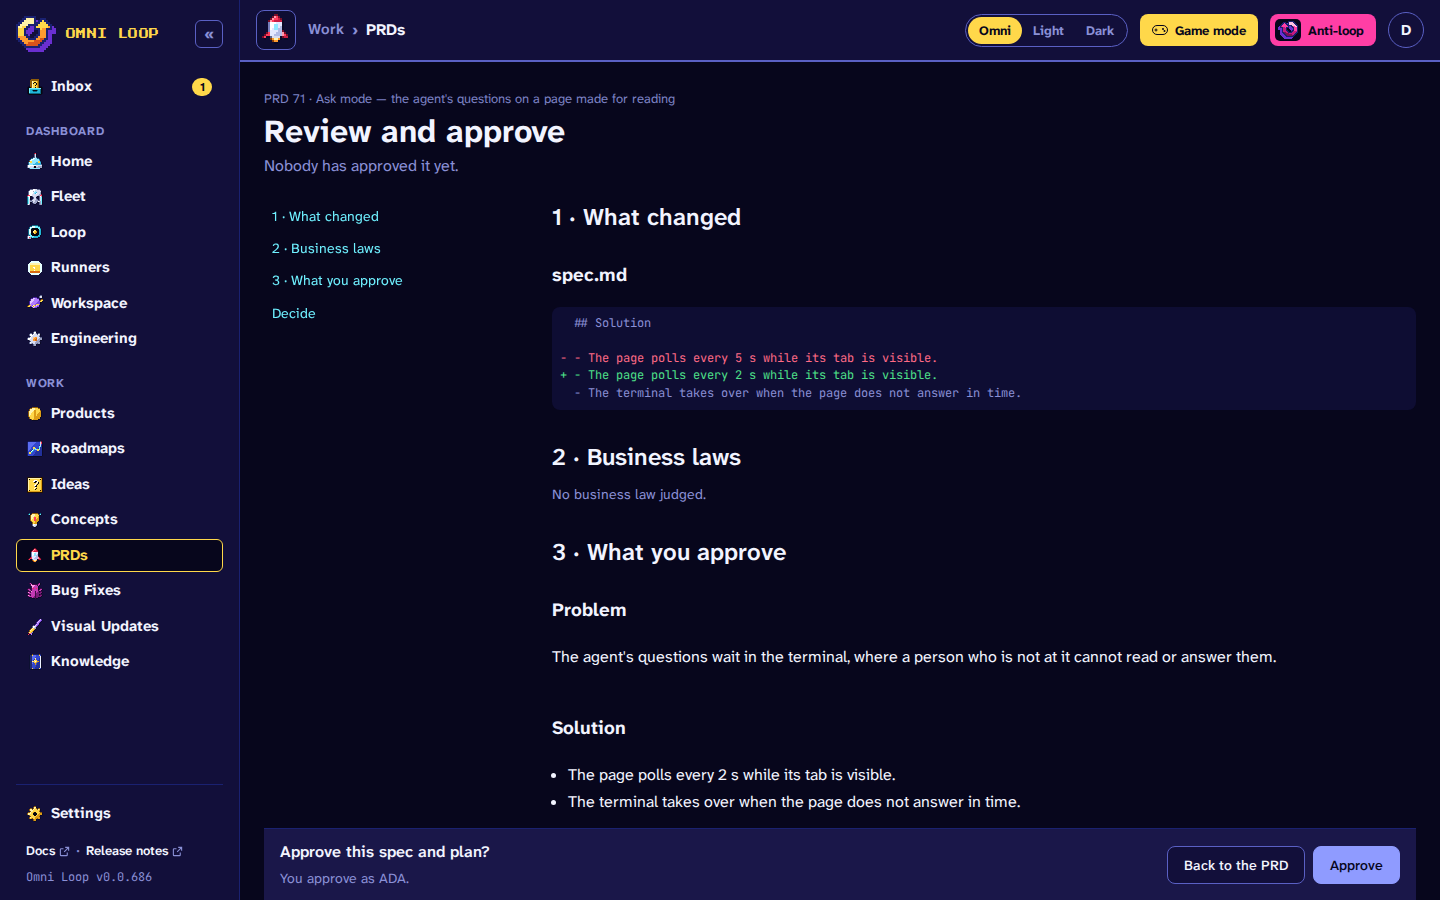 OMNI LOOP
«
Inbox
1
DASHBOARD
Home
Fleet
Loop
Runners
Workspace
Engineering
WORK
Products
Roadmaps
Ideas
Concepts
PRDs
Bug Fixes
Visual Updates
Knowledge
Settings
Docs · Release notes
Omni Loop v0.0.686
Work › PRDs
Omni
Light
Dark
Game mode
Anti-loop
D
PRD 71 · Ask mode — the agent's questions on a page made for reading
Review and approve
Nobody has approved it yet.
1 · What changed
2 · Business laws
3 · What you approve
Decide
1 · What changed
spec.md
## Solution
- - The page polls every 5 s while its tab is visible.
+ - The page polls every 2 s while its tab is visible.
- The terminal takes over when the page does not answer in time.
2 · Business laws
No business law judged.
3 · What you approve
Problem
The agent's questions wait in the terminal, where a person who is not at it cannot read or answer them.
Solution
• The page polls every 2 s while its tab is visible.
• The terminal takes over when the page does not answer in time.
Approve this spec and plan?
You approve as ADA.
Back to the PRD
Approve